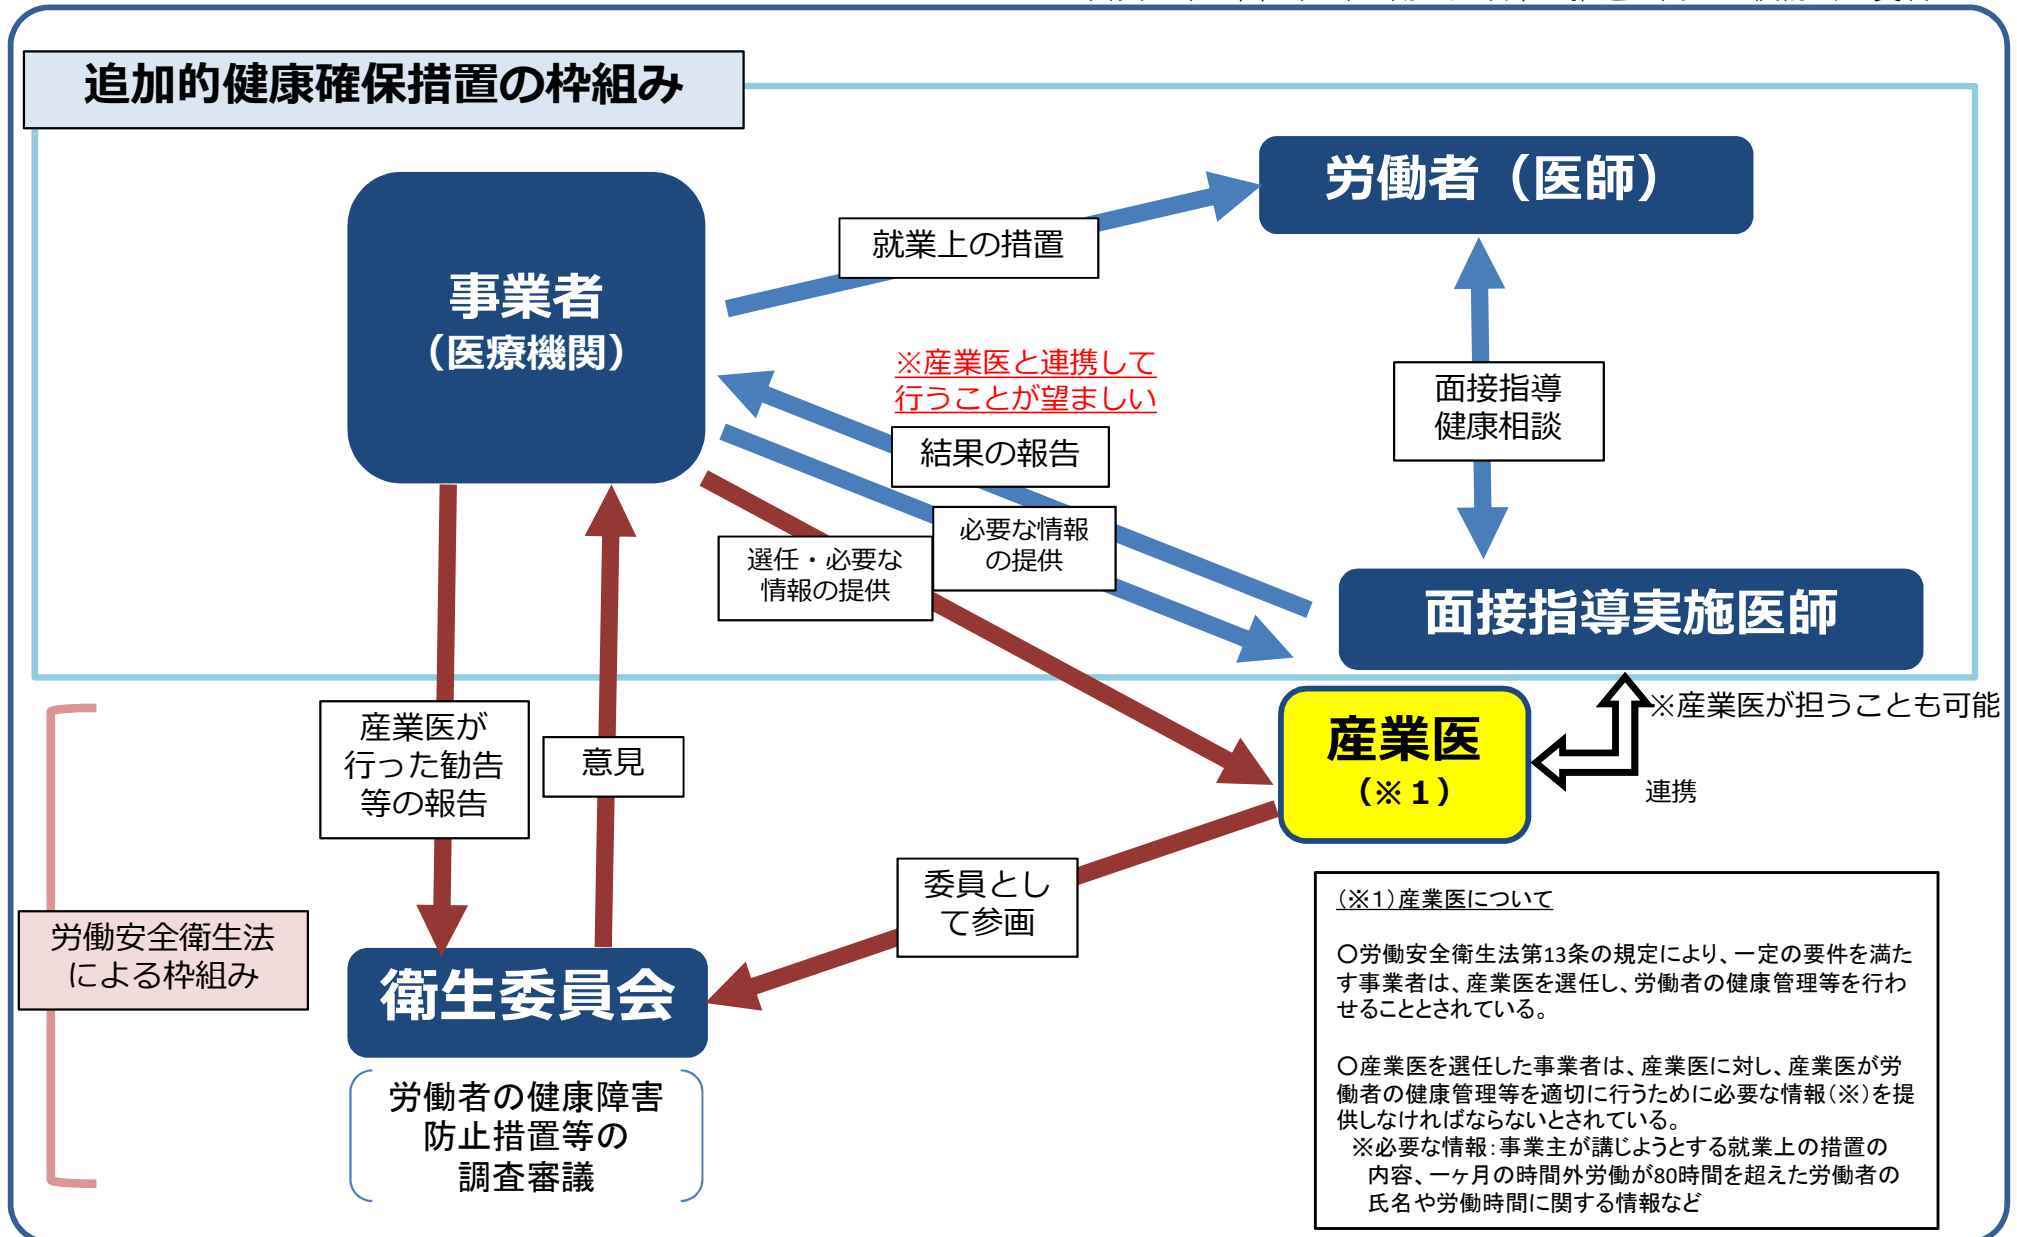 追加的健康確保措置の枠組み
労働者（医師）
事業者
（医療機関）
就業上の措置
※産業医と連携して
行うことが望ましい
結果の報告
面接指導
健康相談
必要な情報
の提供
選任・必要な
情報の提供
面接指導実施医師
※産業医が担うことも可能
産業医
（※１）
連携
産業医が
行った勧告
等の報告
意見
委員とし
て参画
労働安全衛生法
による枠組み
衛生委員会
労働者の健康障害
防止措置等の
調査審議
（※１）産業医について
○労働安全衛生法第13条の規定により、一定の要件を満た
す事業者は、産業医を選任し、労働者の健康管理等を行わ
せることとされている。
○産業医を選任した事業者は、産業医に対し、産業医が労
働者の健康管理等を適切に行うために必要な情報（※）を提
供しなければならないとされている。
※必要な情報：事業主が講じようとする就業上の措置の
内容、一ヶ月の時間外労働が80時間を超えた労働者の
氏名や労働時間に関する情報など